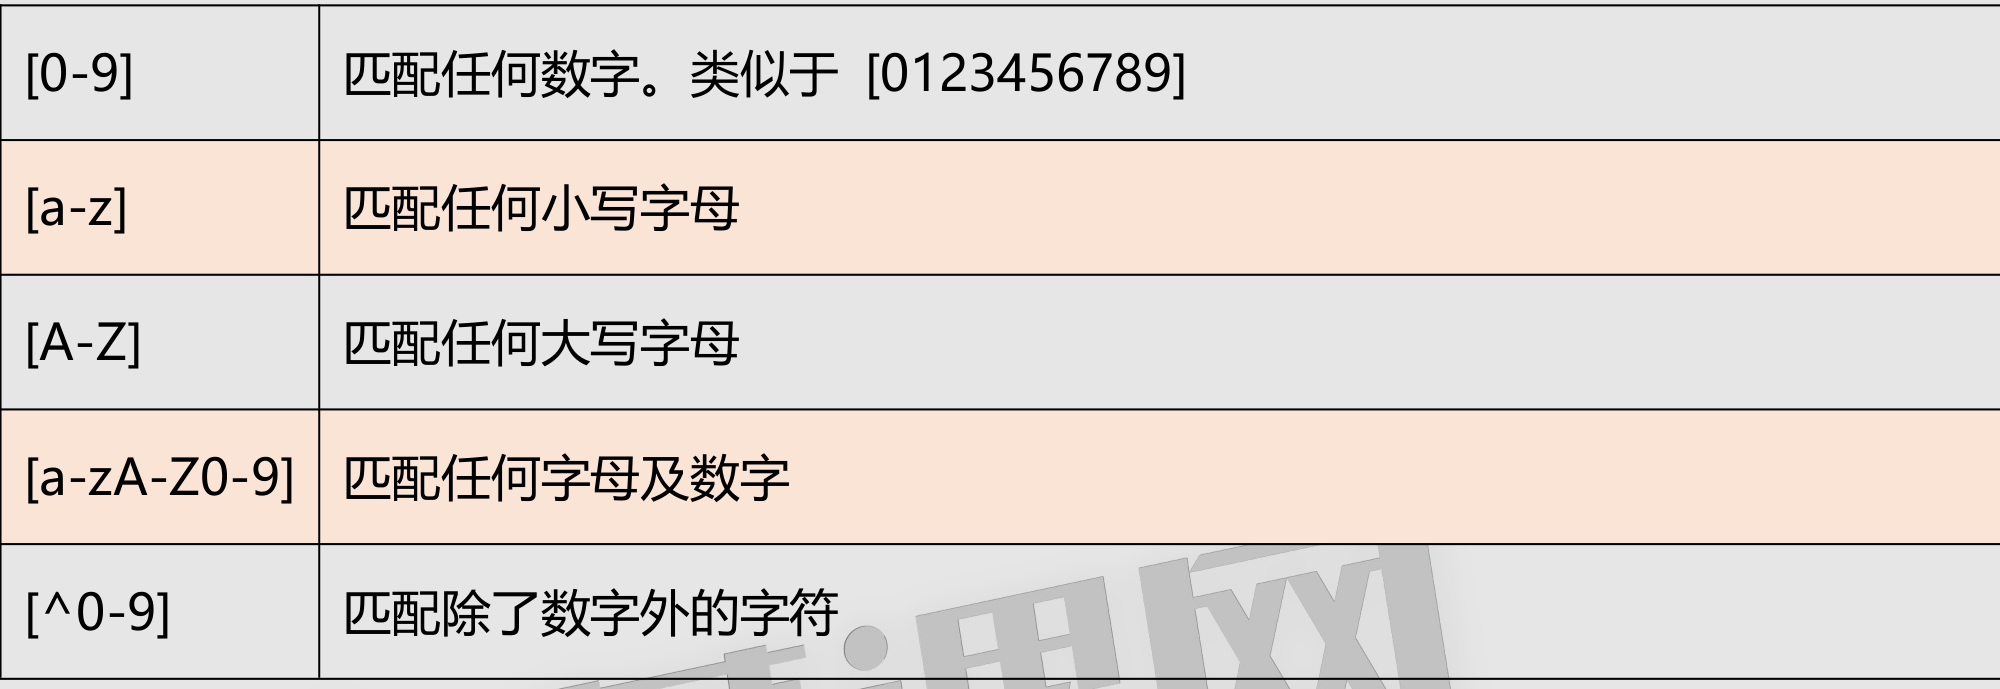 [0-9] 匹配任何数字。类似于 [0123456789]
[a-z] 匹配任何小写字母
[A-Z] 匹配任何大写字母
[a-zA-Z0-9] 匹配任何字母及数字
[^0-9] 匹配除了数字外的字符